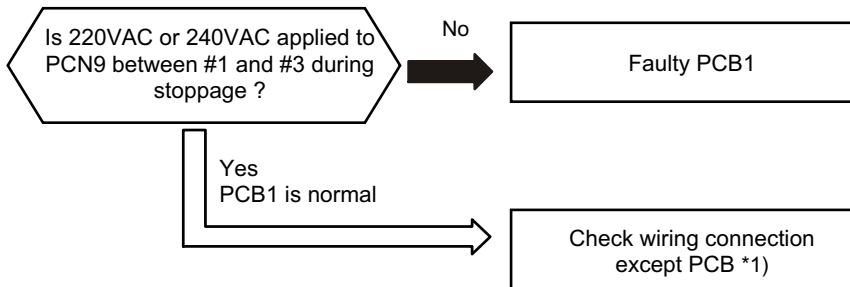 Is 220VAC or 240VAC applied to
PCN9 between #1 and #3 during
stoppage ?
No
Faulty PCB1
Yes
PCB1 is normal
Check wiring connection
except PCB *1)